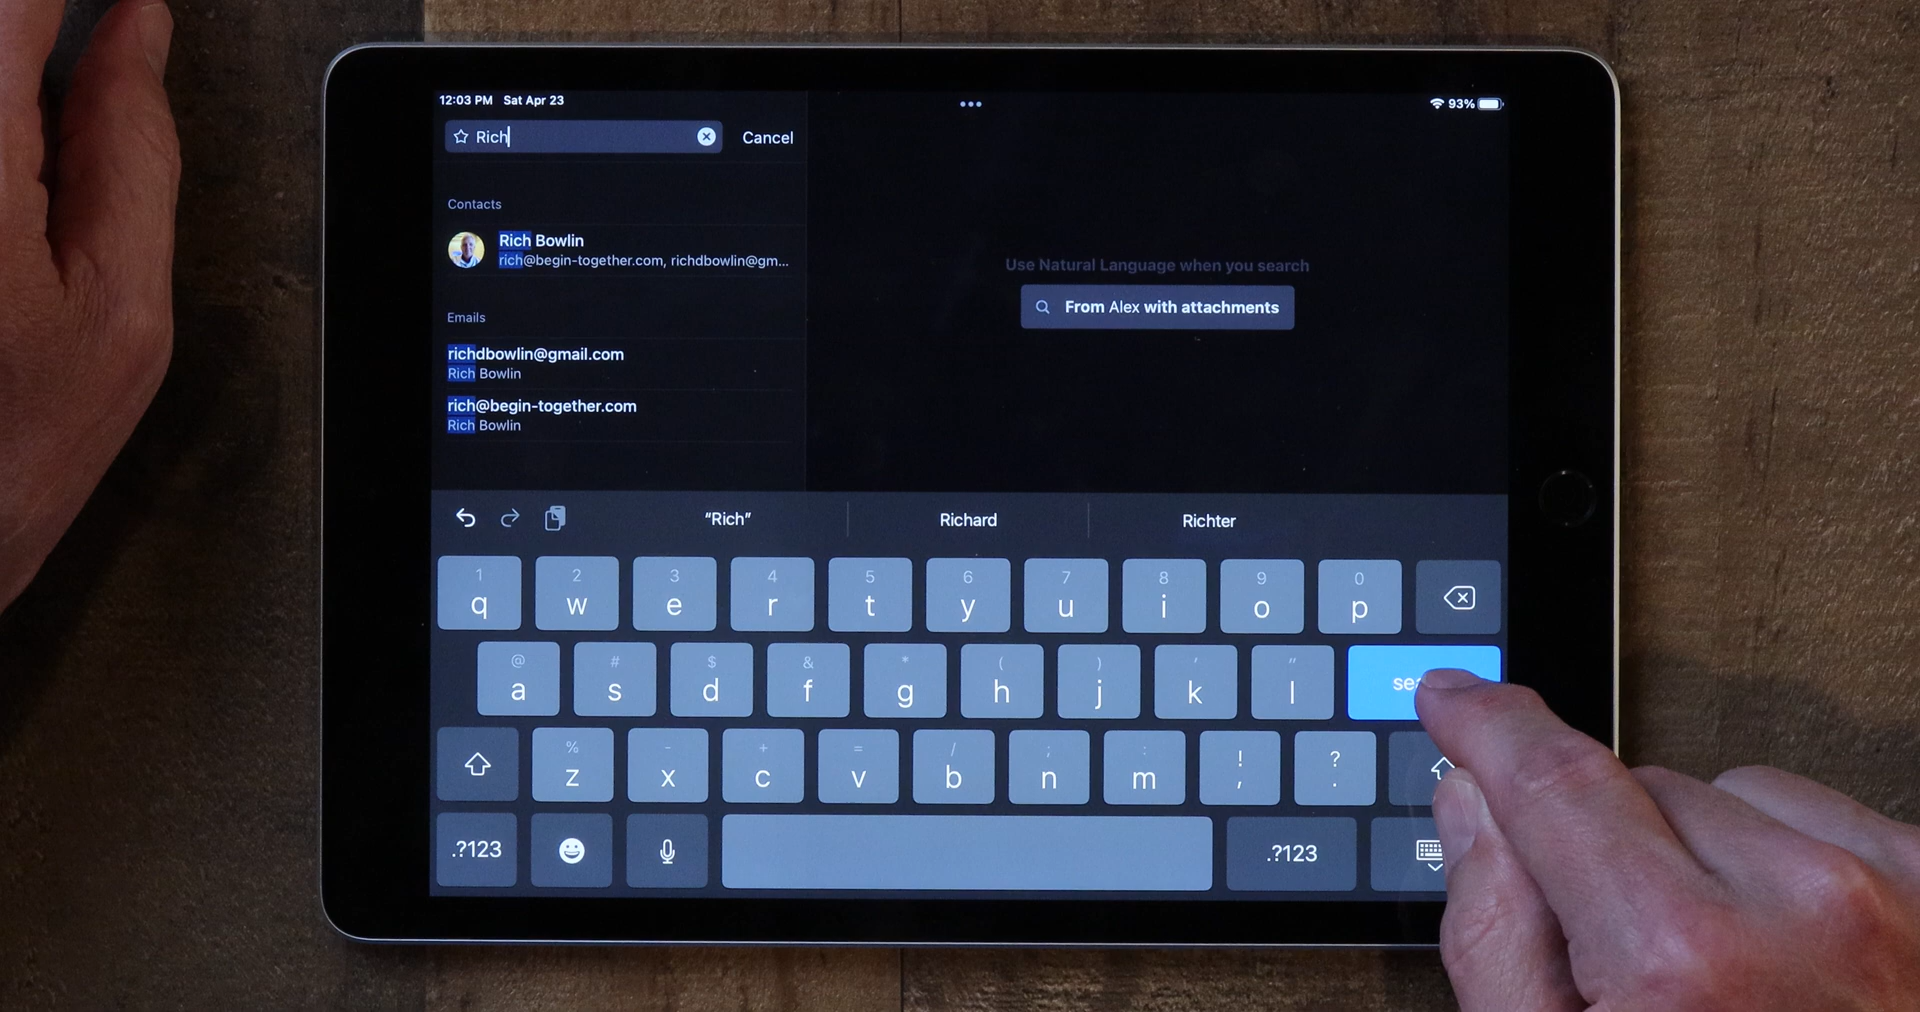 12:03 PM Sat Apr 23
93%
Rich
Cancel
Contacts
Rich Bowlin
rich@begin-together.com, richdbowlin@gm...
Emails
richdbowlin@gmail.com
Rich Bowlin
rich@begin-together.com
Rich Bowlin
Use Natural Language when you search
From Alex with attachments
“Rich” Richard Richter
1 2 3 4 5 6 7 8 9 0
q w e r t y u i o p
@ # $ & * ( ) ' "
a s d f g h j k l
sea
% - + = / ; : ! ?
z x c v b n m , .
.?123 .?123